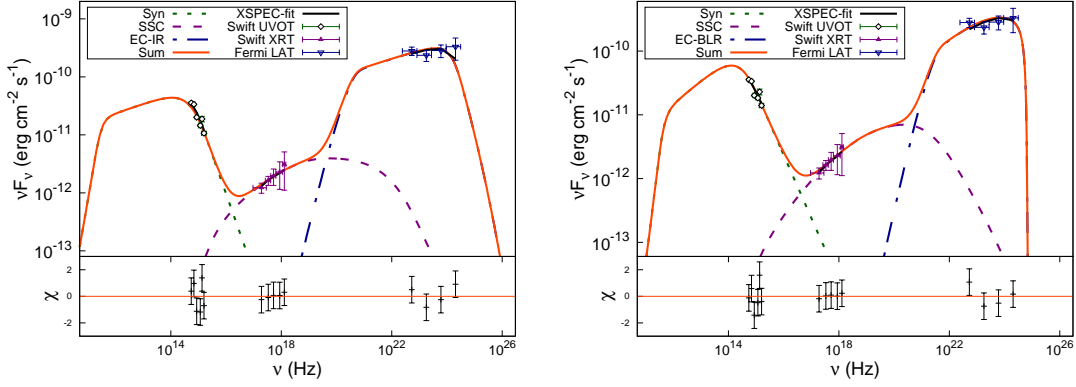 10^-9
10^-10
10^-11
10^-12
10^-13
νF_ν (erg cm^-2 s^-1)
Syn
SSC
EC-IR
Sum
XSPEC-fit
Swift UVOT
Swift XRT
Fermi LAT
2
0
-2
χ
10^14
10^18
10^22
10^26
ν (Hz)
10^-10
10^-11
10^-12
10^-13
νF_ν (erg cm^-2 s^-1)
Syn
SSC
EC-BLR
Sum
XSPEC-fit
Swift UVOT
Swift XRT
Fermi LAT
2
0
-2
χ
10^14
10^18
10^22
10^26
ν (Hz)